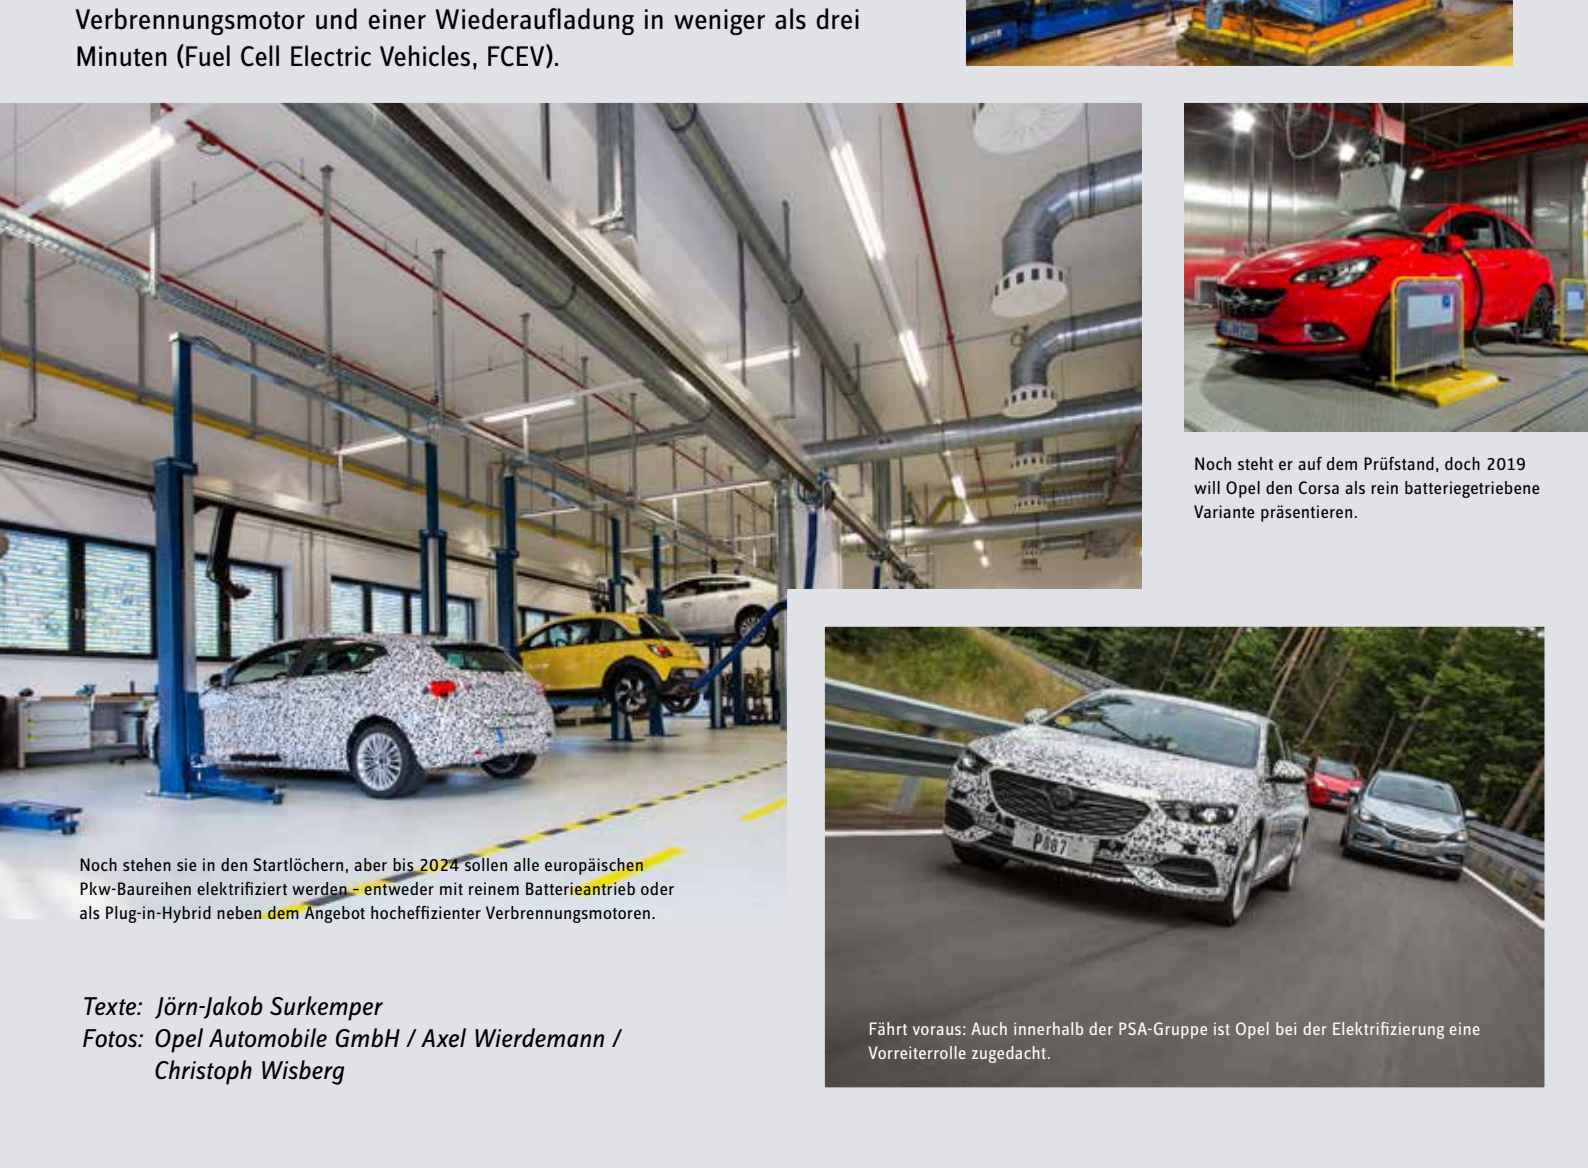 Verbrennungsmotor und einer Wiederaufladung in weniger als drei
Minuten (Fuel Cell Electric Vehicles, FCEV).
Noch steht er auf dem Prüfstand, doch 2019
will Opel den Corsa als rein batteriegetriebene
Variante präsentieren.
Noch stehen sie in den Startlöchern, aber bis 2024 sollen alle europäischen
Pkw-Baureihen elektrifiziert werden – entweder mit reinem Batterieantrieb oder
als Plug-in-Hybrid neben dem Angebot hocheffizienter Verbrennungsmotoren.
P887
Fährt voraus: Auch innerhalb der PSA-Gruppe ist Opel bei der Elektrifizierung eine
Vorreiterrolle zugedacht.
Texte: Jörn-Jakob Surkemper
Fotos: Opel Automobile GmbH / Axel Wierdemann /
Christoph Wisberg